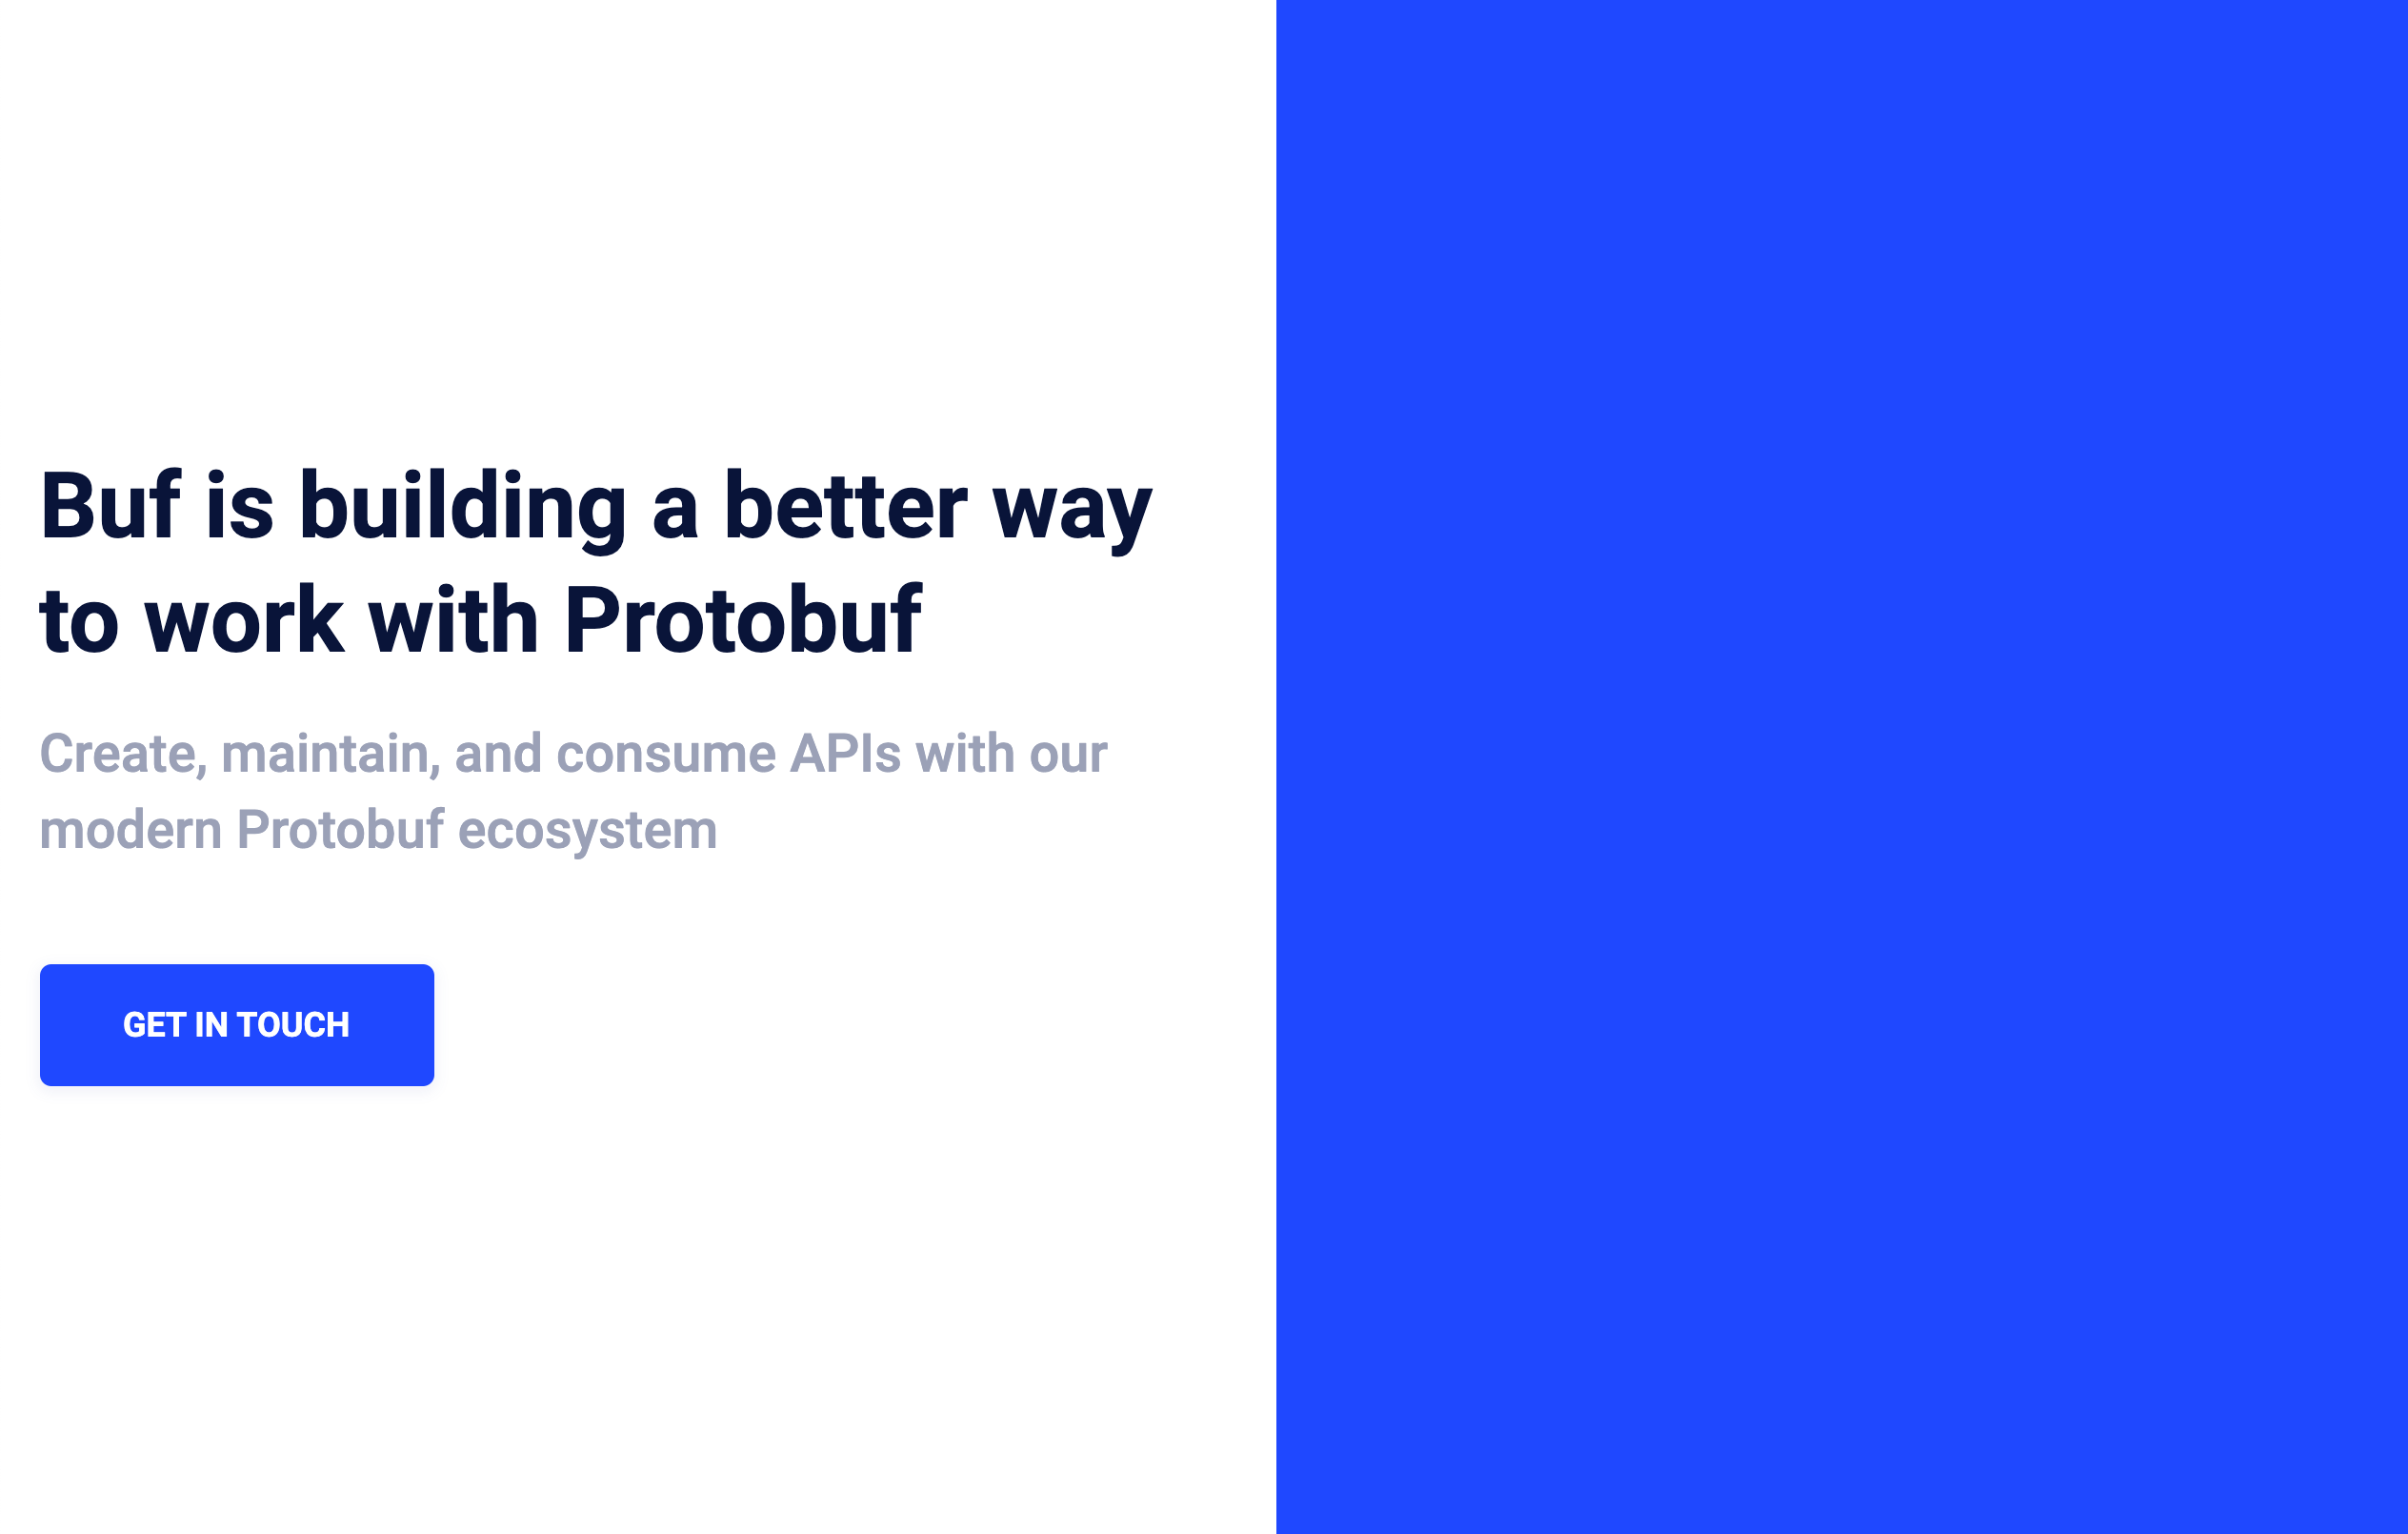 Buf is building a better way
to work with Protobuf
Create, maintain, and consume APIs with our
modern Protobuf ecosystem
GET IN TOUCH